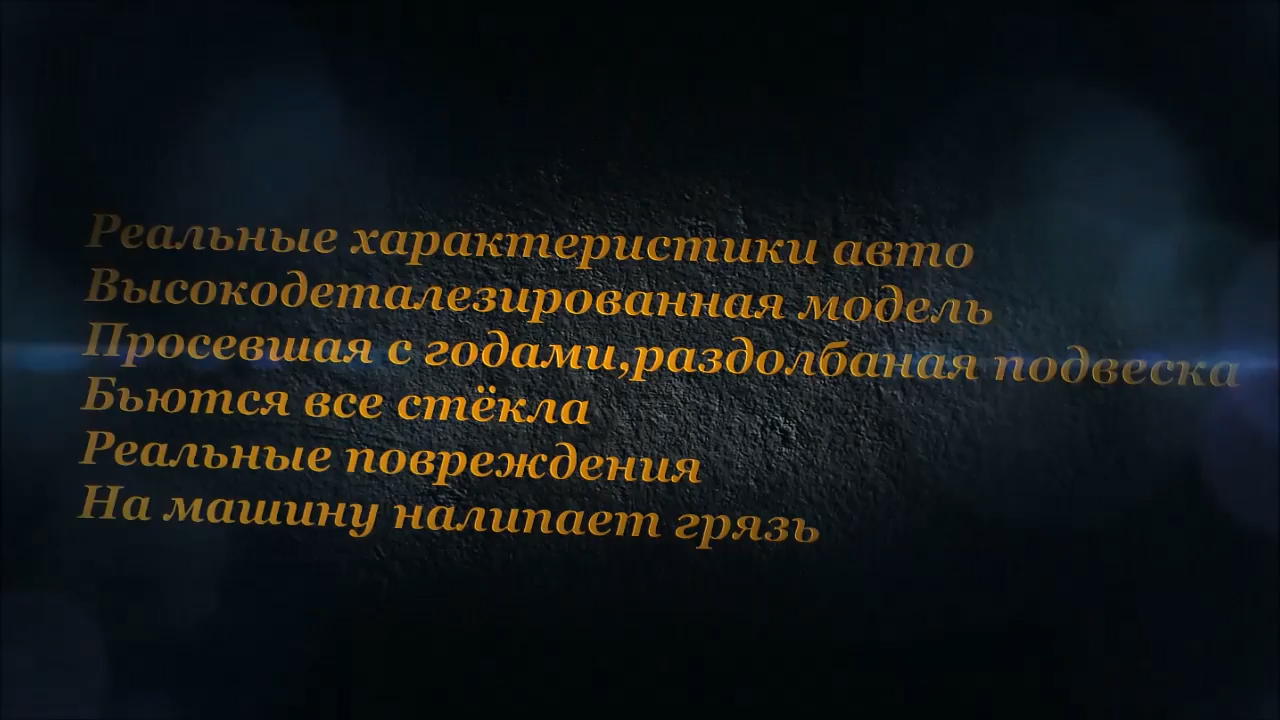 Реальные характеристики авто
Высокодеталезированная модель
Просевшая с годами,раздолбаная подвеска
Бьются все стёкла
Реальные повреждения
На машину налипает грязь